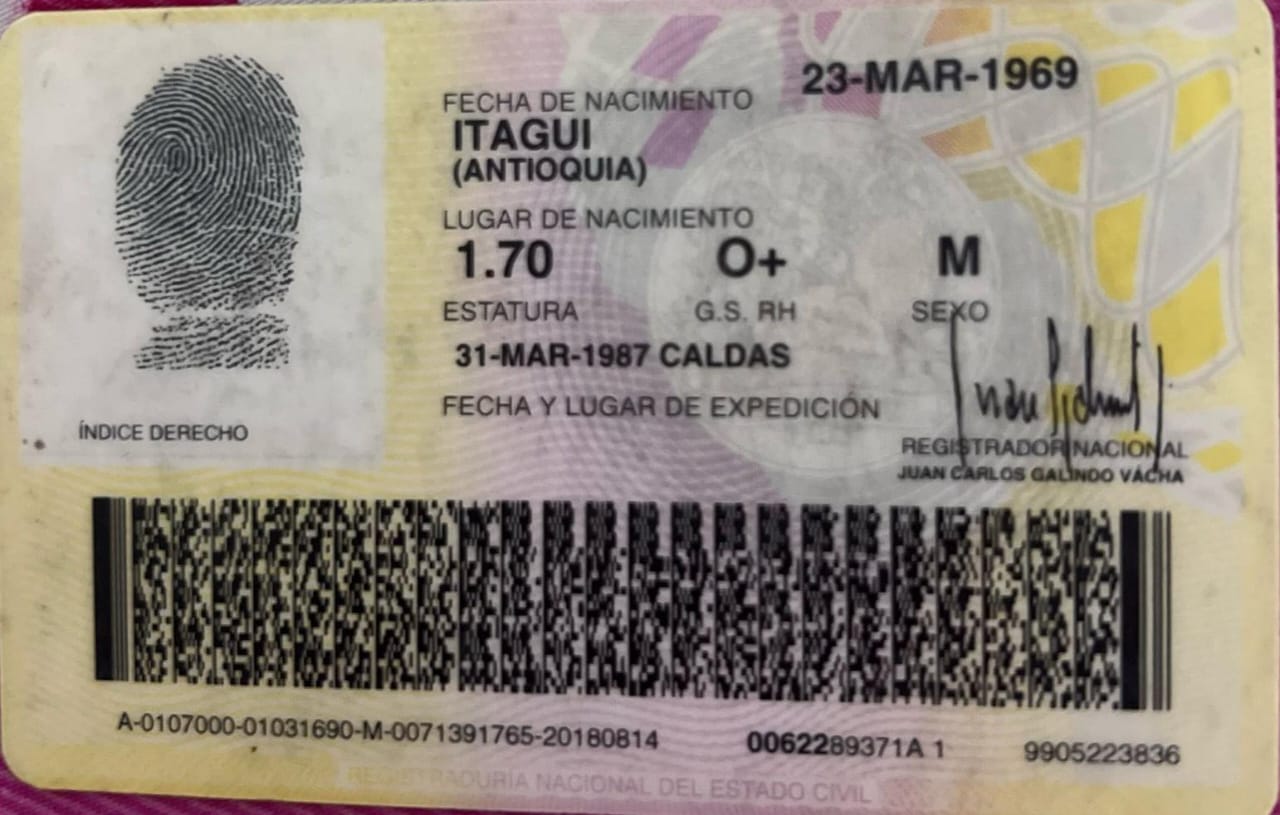 23-MAR-1969
FECHA DE NACIMIENTO
ITAGUI
(ANTIOQUIA)
LUGAR DE NACIMIENTO
1.70 O+ M
ESTATURA G.S. RH SEXO
31-MAR-1987 CALDAS
FECHA Y LUGAR DE EXPEDICIÓN
ÍNDICE DERECHO
REGISTRADOR NACIONAL
JUAN CARLOS GALINDO VÁCHA
A-0107000-01031690-M-0071391765-20180814 0062289371A 1 9905223836
REGISTRADURÍA NACIONAL DEL ESTADO CIVIL